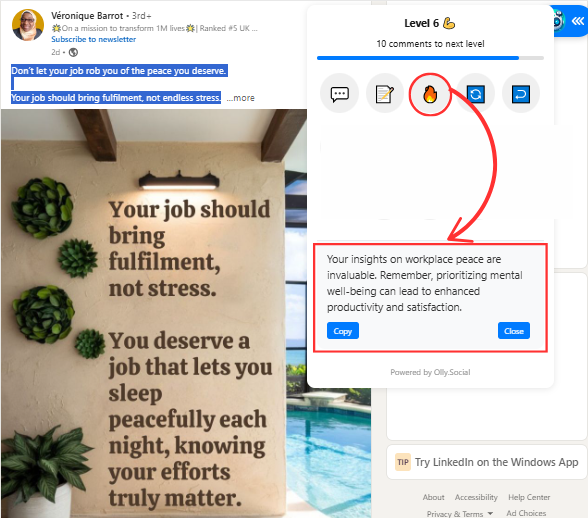 Véronique Barrot • 3rd+
On a mission to transform 1M lives | Ranked #5 UK ...
Subscribe to newsletter
2d •
Don't let your job rob you of the peace you deserve.
Your job should bring fulfilment, not endless stress. ...more
Your job should
bring
fulfilment,
not stress.
You deserve a
job that lets you
sleep
peacefully each
night, knowing
your efforts
truly matter.
Level 6 💪
10 comments to next level
Your insights on workplace peace are
invaluable. Remember, prioritizing mental
well-being can lead to enhanced
productivity and satisfaction.
Copy
Close
Powered by Olly.Social
TIP Try LinkedIn on the Windows App
About Accessibility Help Center
Privacy & Terms Ad Choices